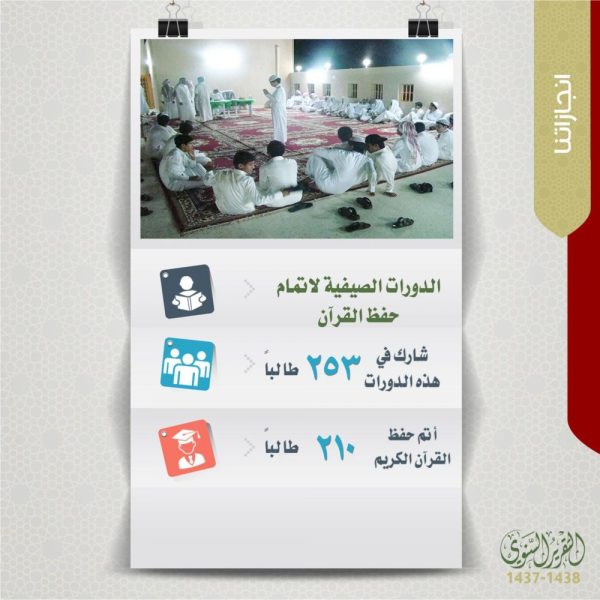 انجازاتنا
الدورات الصيفية لاتمام
حفظ القرآن
شارك في
هذه الدورات
٢٥٣ طالباً
أتم حفظ
القرآن الكريم
٢١٠ طالباً
التقرير السنوي
1437-1438